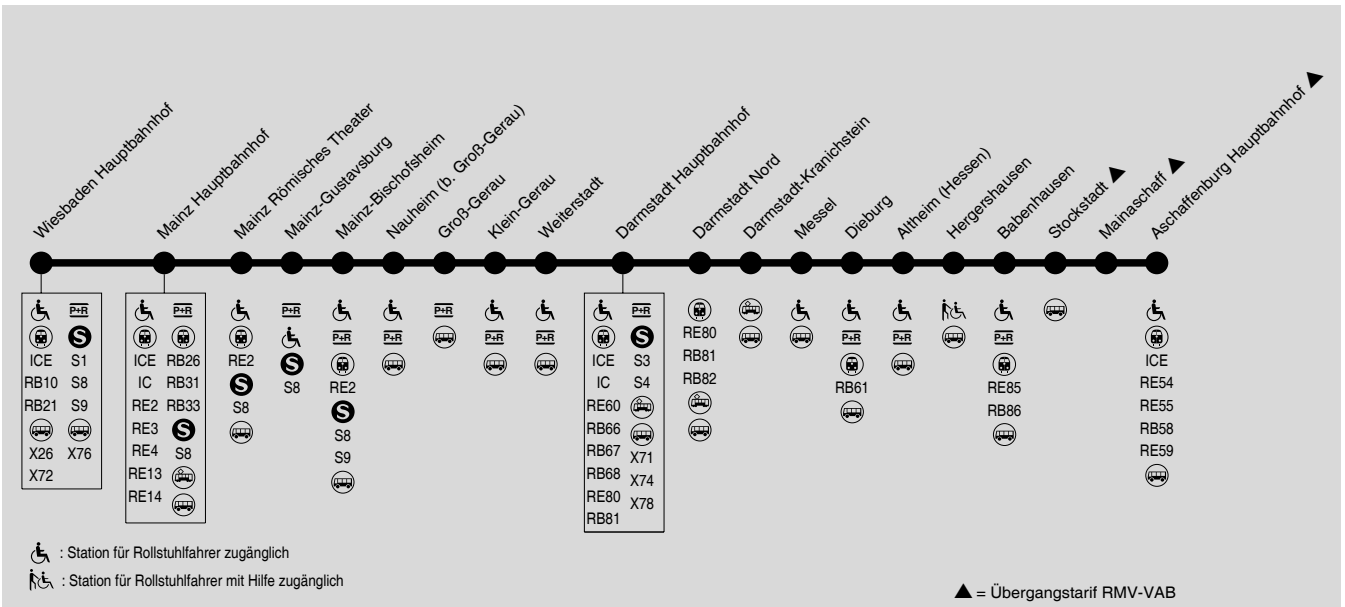 Wiesbaden Hauptbahnhof
Mainz Hauptbahnhof
Mainz Römisches Theater
Mainz-Gustavsburg
Mainz-Bischofsheim
Nauheim (b. Groß-Gerau)
Groß-Gerau
Klein-Gerau
Weiterstadt
Darmstadt Hauptbahnhof
Darmstadt Nord
Darmstadt-Kranichstein
Messel
Dieburg
Altheim (Hessen)
Hergershausen
Babenhausen
Stockstadt ▲
Mainaschaff ▲
Aschaffenburg Hauptbahnhof ▲
P+R
S
ICE S1
RB10 S8
RB21 S9
X26 X76
X72
P+R
ICE RB26
IC RB31
RE2 RB33
RE3 S
RE4 S8
RE13
RE14
RE2
S
S8
P+R
S
S8
P+R
RE2
S
S8
S9
P+R
P+R
P+R
P+R
P+R
S
ICE S3
IC S4
RE60
RB66
RB67 X71
RB68 X74
RE80 X78
RB81
RE80
RB81
RB82
P+R
RB61
P+R
P+R
RE85
RB86
ICE
RE54
RE55
RB58
RE59
: Station für Rollstuhlfahrer zugänglich
: Station für Rollstuhlfahrer mit Hilfe zugänglich
▲ = Übergangstarif RMV-VAB